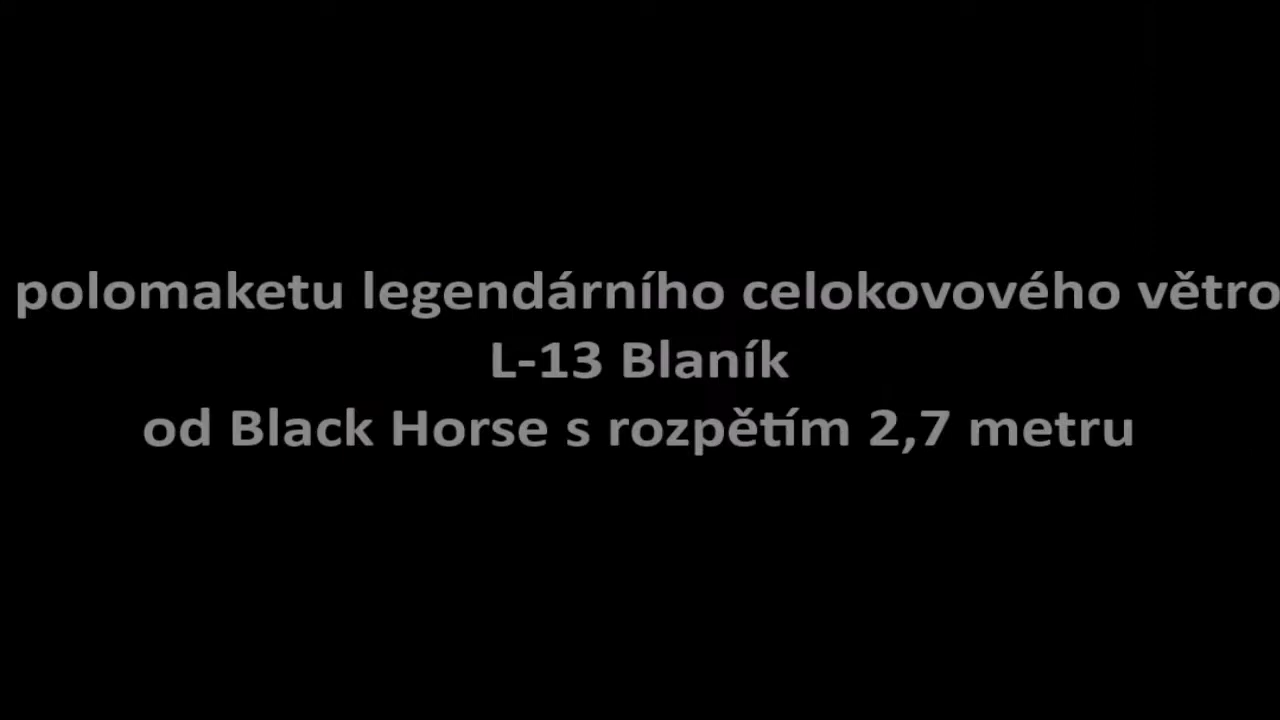 polomaketu legendárního celokovového větro
L-13 Blaník
od Black Horse s rozpětím 2,7 metru